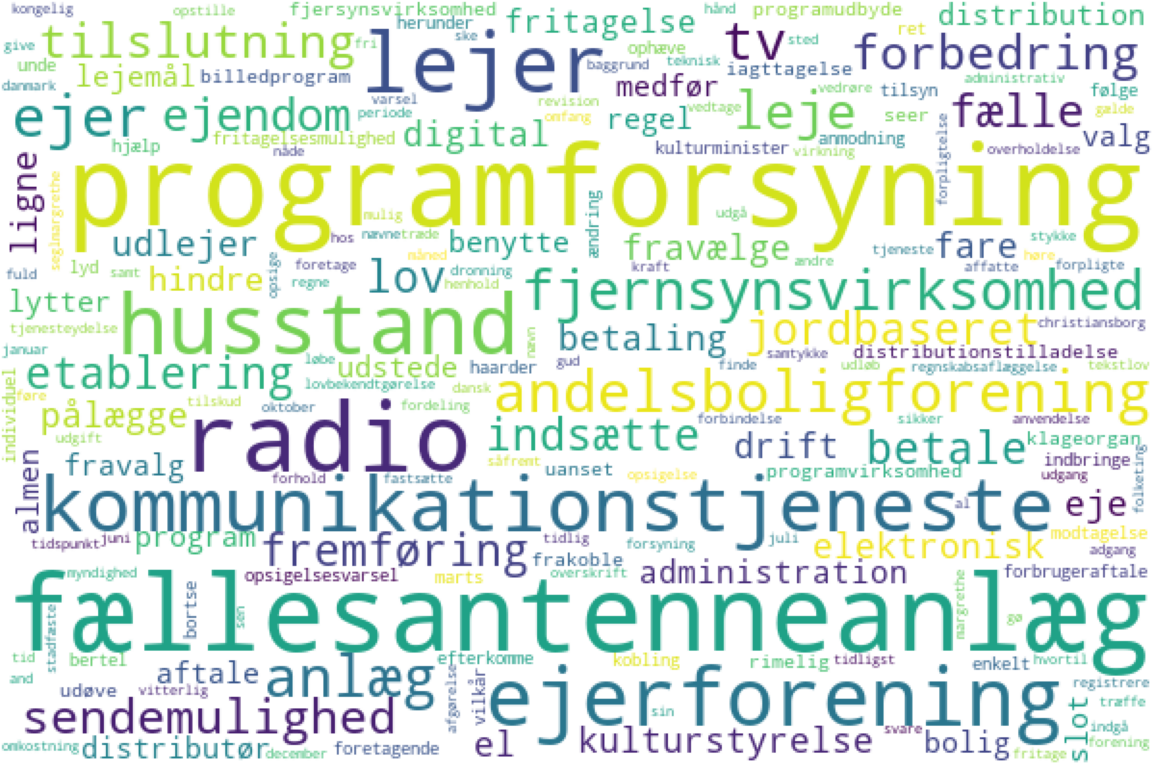 kongelig opstille fjersynsvirksomhed herunder fritagelse hånd programudbyde distribution
give tilslutning fri lejer ske ophæve tv sted ret forbedring
unde lejemål billedprogram baggrund teknisk iagttagelse
danmark varsel medfør vedrøre tilsyn administrativ følge
ejer ejendom periode revision omfang regel vedtage leje seer fælle gælde
hjælp fritagelsesmulighed digital kulturminister virkning anmodning forpligtelse overholdelse valg
nåde
ligne programforsyning
seglnargrethe mulig udgå
udlejer hos nævne træde benytte ændring fravælge tjeneste fare stykke
fuld lyd samt hindre opsige foretage regne lov måned dronning henhold kraft ændre affatte høre forpligte
lytter husstand fjernsynsvirksomhed
tjenesteydelse navn betaling jordbaseret christiansborg
januar etablering løbe udstede haarder gud samtykke distributionstilladelse
lovbekendtgørelse dansk finde udløb regnskabsaflæggelse tekstlov
individuel føre tilskud oktober fordeling andelsboligforening
pålægge radio forbindelse sikker anvendelse
udgift indsætte drift betale klageorgan
fravalg såfremt uanset opsigelse programvirksomhed indbringe
almen forhold fastsætte udgang folketing
kommunikationstjeneste al eje
tidspunkt juni program fremføring tidlig forsyning juli elektronisk modtagelse
frakoble adgang
myndighed opsigelsesvarsel marts overskrift administration forbrugeraftale
fællesantenneanlæg
stadfæste bortse sen margrethe gø
tid bertel aftale anlæg efterkomme kobling rimelig tidligst enkelt hvortil
and udøve vitterlig afgørelse vilkår ejerforening registrere
sendemulighed sin svare slot træffe
omkostning distributør december foretagende el kulturstyrelse bolig fritage indgå
forening